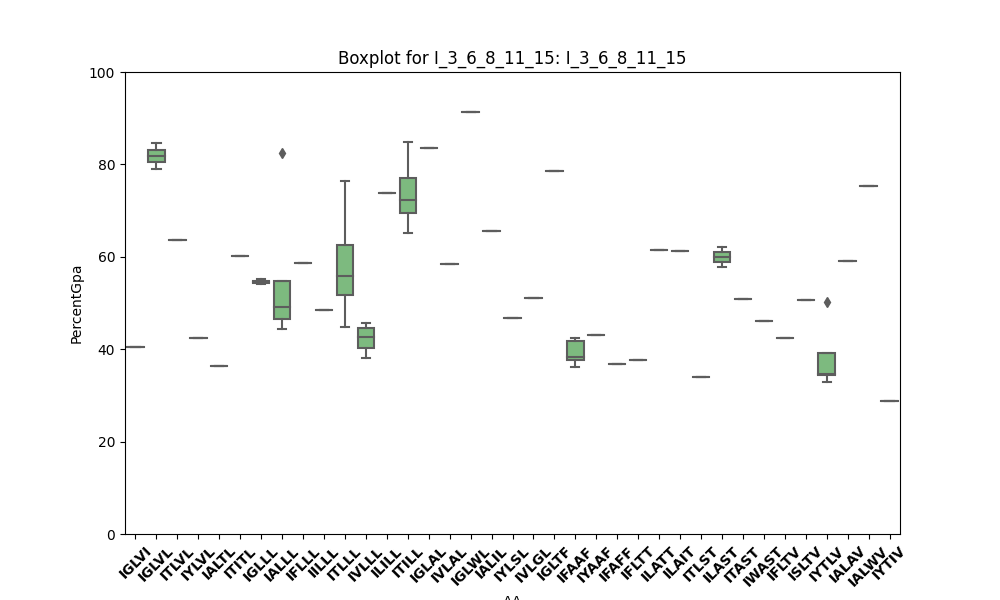 Boxplot for I_3_6_8_11_15: I_3_6_8_11_15
PercentGpa
100
80
60
40
20
0
IGLVI
IGLVL
ITLVL
IYLVL
IALTL
ITITL
IGLLL
IALLL
IFLLL
IILLL
ITLLL
IVLLL
ILILL
ITILL
IGLAL
IVLAL
IGLWL
IALIL
IYLSL
IVLGL
IGLTF
IFAAF
IYAAF
IFAFF
IFLTT
ILATT
ILAIT
ITLST
ILAST
ITAST
IWAST
IFLTV
ISLTV
IYTLV
IALAV
IALWV
IYTIV